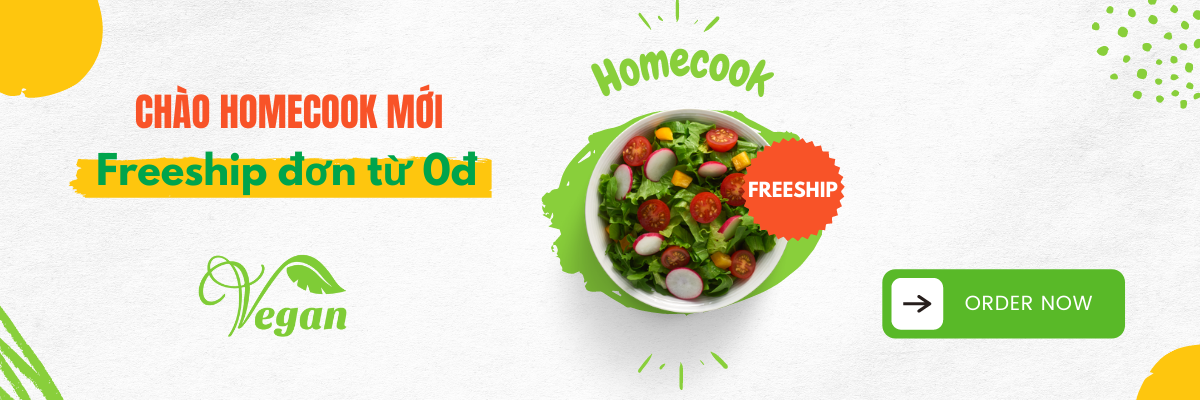 CHÀO HOMECOOK MỚI
Freeship đơn từ 0đ
Vegan
Homecook
FREESHIP
ORDER NOW